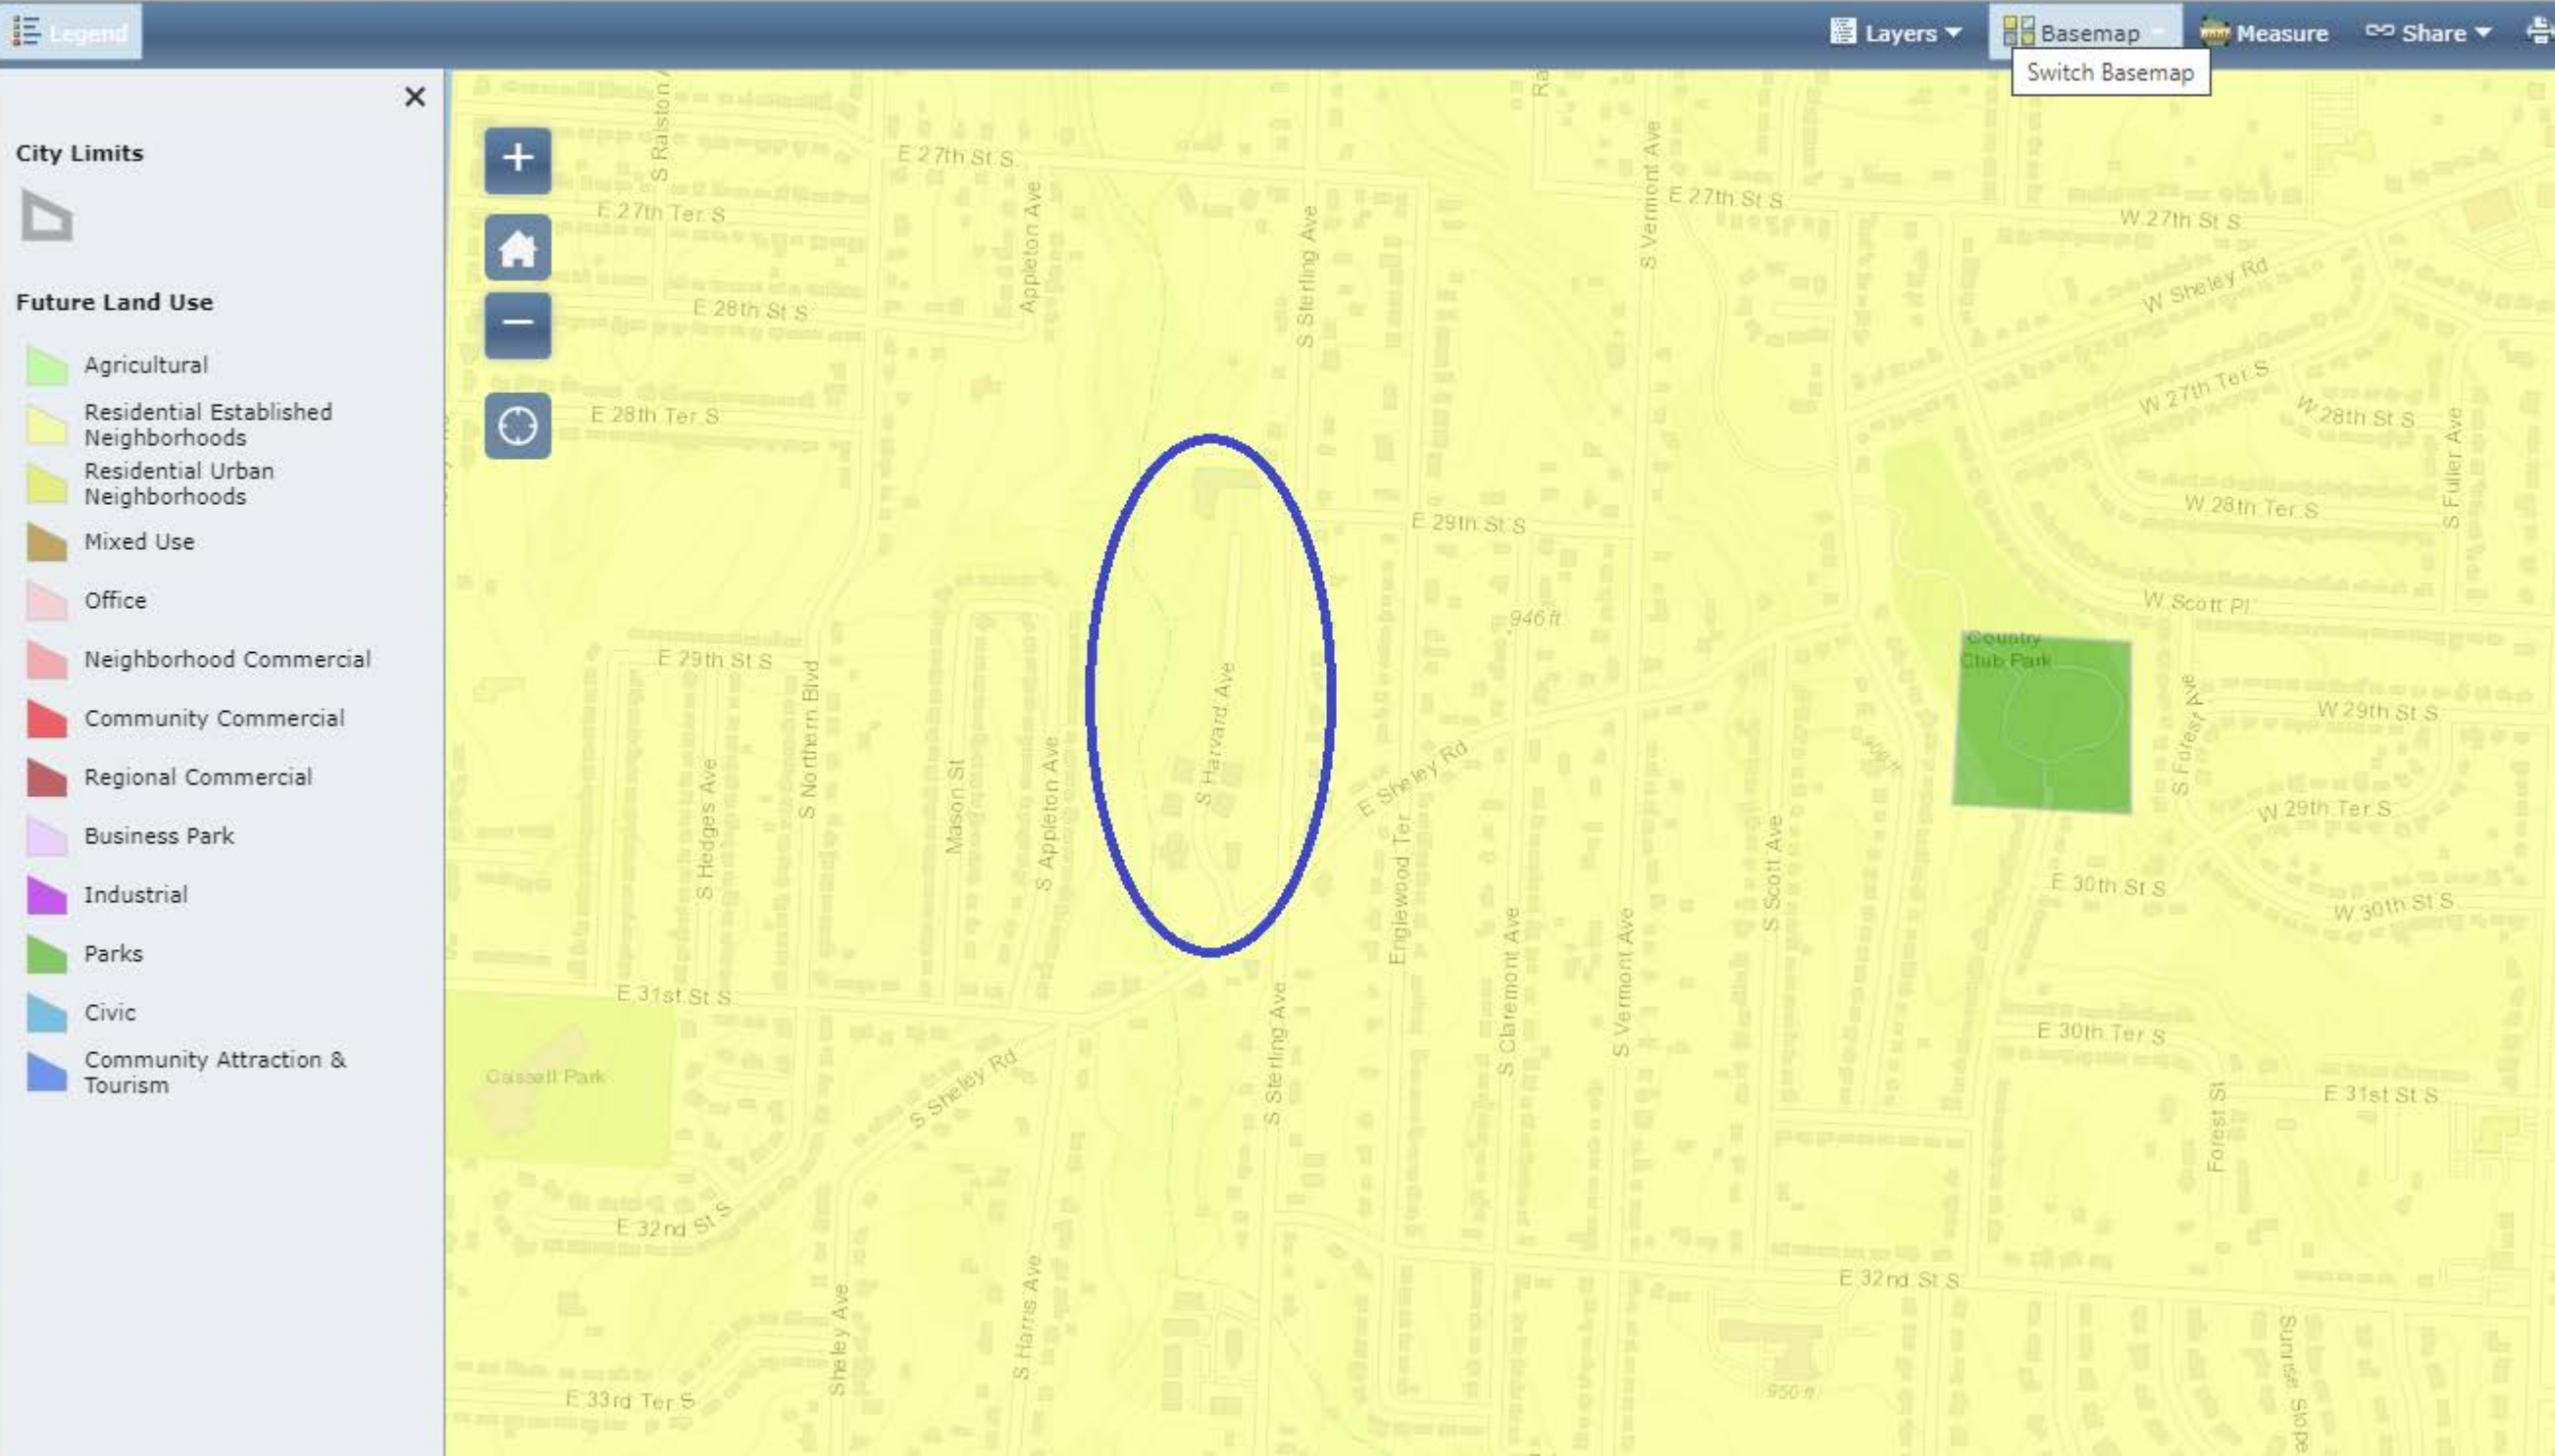 Legend
Layers
Basemap
Measure
Share
Switch Basemap
City Limits
Future Land Use
Agricultural
Residential Established
Neighborhoods
Residential Urban
Neighborhoods
Mixed Use
Office
Neighborhood Commercial
Community Commercial
Regional Commercial
Business Park
Industrial
Parks
Civic
Community Attraction &
Tourism
S Ralston A
E 27th St S
E 27th Ter S
Appleton Ave
S Sterling Ave
Ra
S Vermont Ave
E 27th St S
W 27th St S
W Sheley Rd
E 28th St S
E 28th Ter S
W 27th Ter S
W 28th St S
S Fuller Ave
W 28th Ter S
E 29th St S
946 ft
W Scott Pl
Country
Club Park
E 29th St S
S Northern Blvd
S Hedges Ave
Mason St
S Appleton Ave
S Harvard Ave
E Sheley Rd
Englewood Ter
S Claremont Ave
S Vermont Ave
S Scott Ave
S Forest Ave
W 29th St S
W 29th Ter S
E 30th St S
W 30th St S
E 31st St S
S Sterling Ave
E 30th Ter S
Cassell Park
S Sheley Rd
Forest St
E 31st St S
E 32nd St S
E 32nd St S
Sheley Ave
S Harris Ave
950 ft
Sunrise Slope
E 33rd Ter S